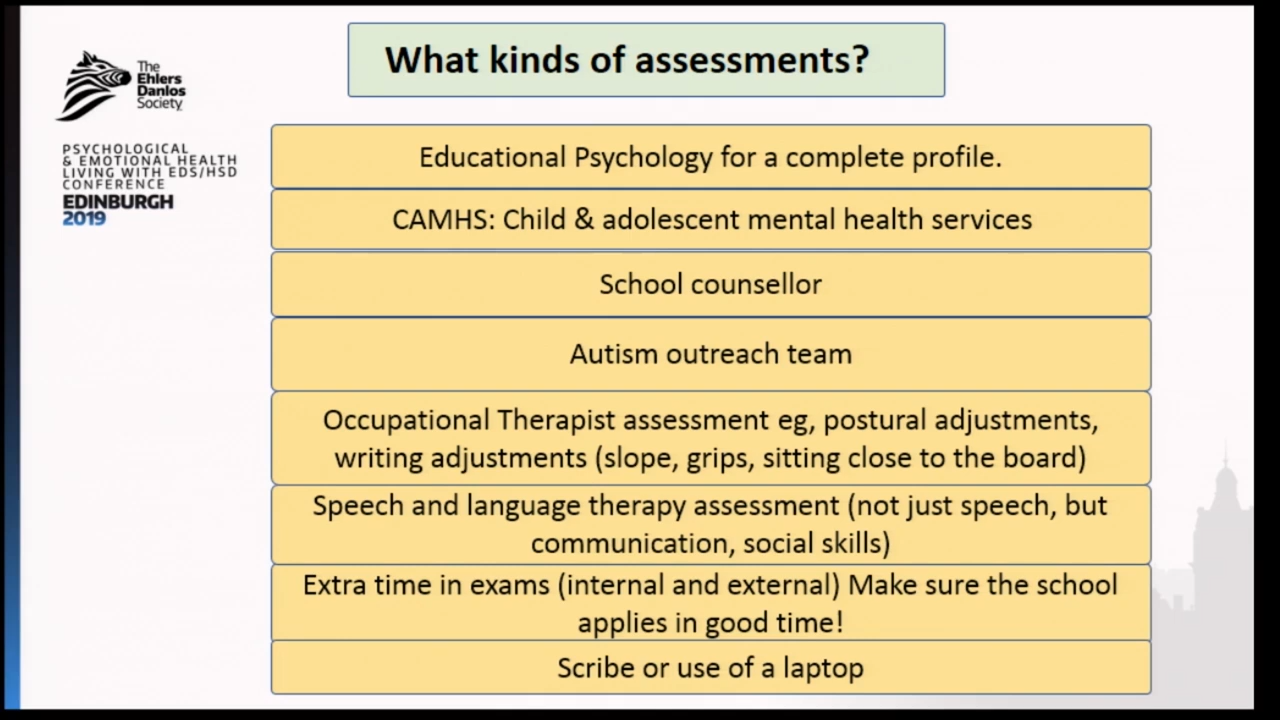 What kinds of assessments?
The
Ehlers
Danlos
Society
PSYCHOLOGICAL
& EMOTIONAL HEALTH
LIVING WITH EDS/HSD
CONFERENCE
EDINBURGH
2019
Educational Psychology for a complete profile.
CAMHS: Child & adolescent mental health services
School counsellor
Autism outreach team
Occupational Therapist assessment eg, postural adjustments,
writing adjustments (slope, grips, sitting close to the board)
Speech and language therapy assessment (not just speech, but
communication, social skills)
Extra time in exams (internal and external) Make sure the school
applies in good time!
Scribe or use of a laptop